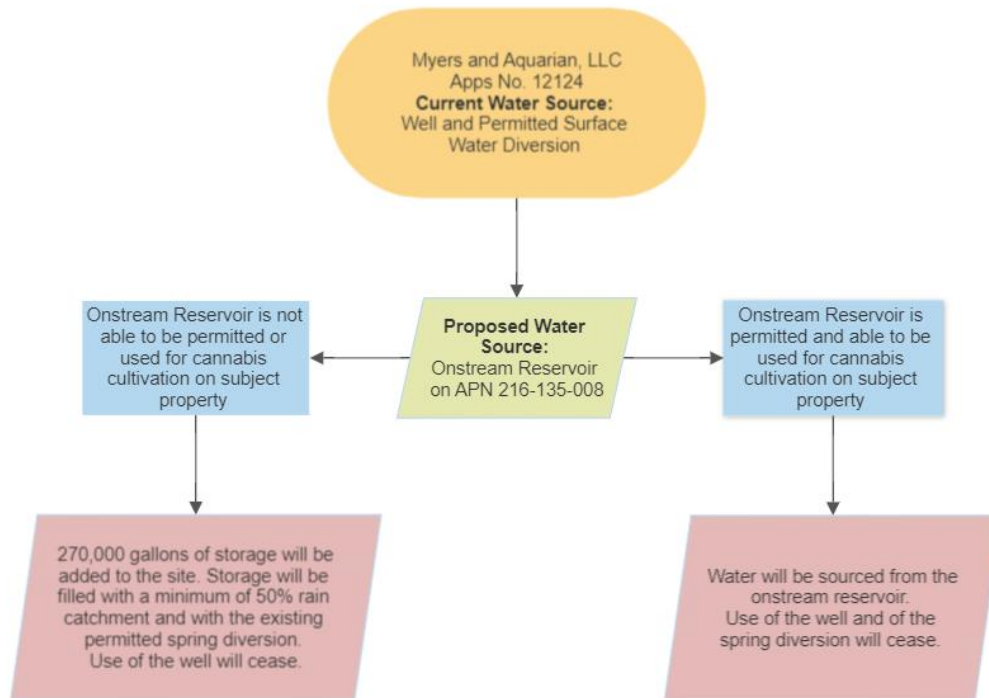 Myers and Aquarian, LLC
Apps No. 12124
Current Water Source:
Well and Permitted Surface
Water Diversion
Onstream Reservoir is not
able to be permitted or
used for cannabis
cultivation on subject
property
Proposed Water
Source:
Onstream Reservoir
on APN 216-135-008
Onstream Reservoir is
permitted and able to be
used for cannabis
cultivation on subject
property
270,000 gallons of storage will be
added to the site. Storage will be
filled with a minimum of 50% rain
catchment and with the existing
permitted spring diversion.
Use of the well will cease.
Water will be sourced from the
onstream reservoir.
Use of the well and of the
spring diversion will cease.